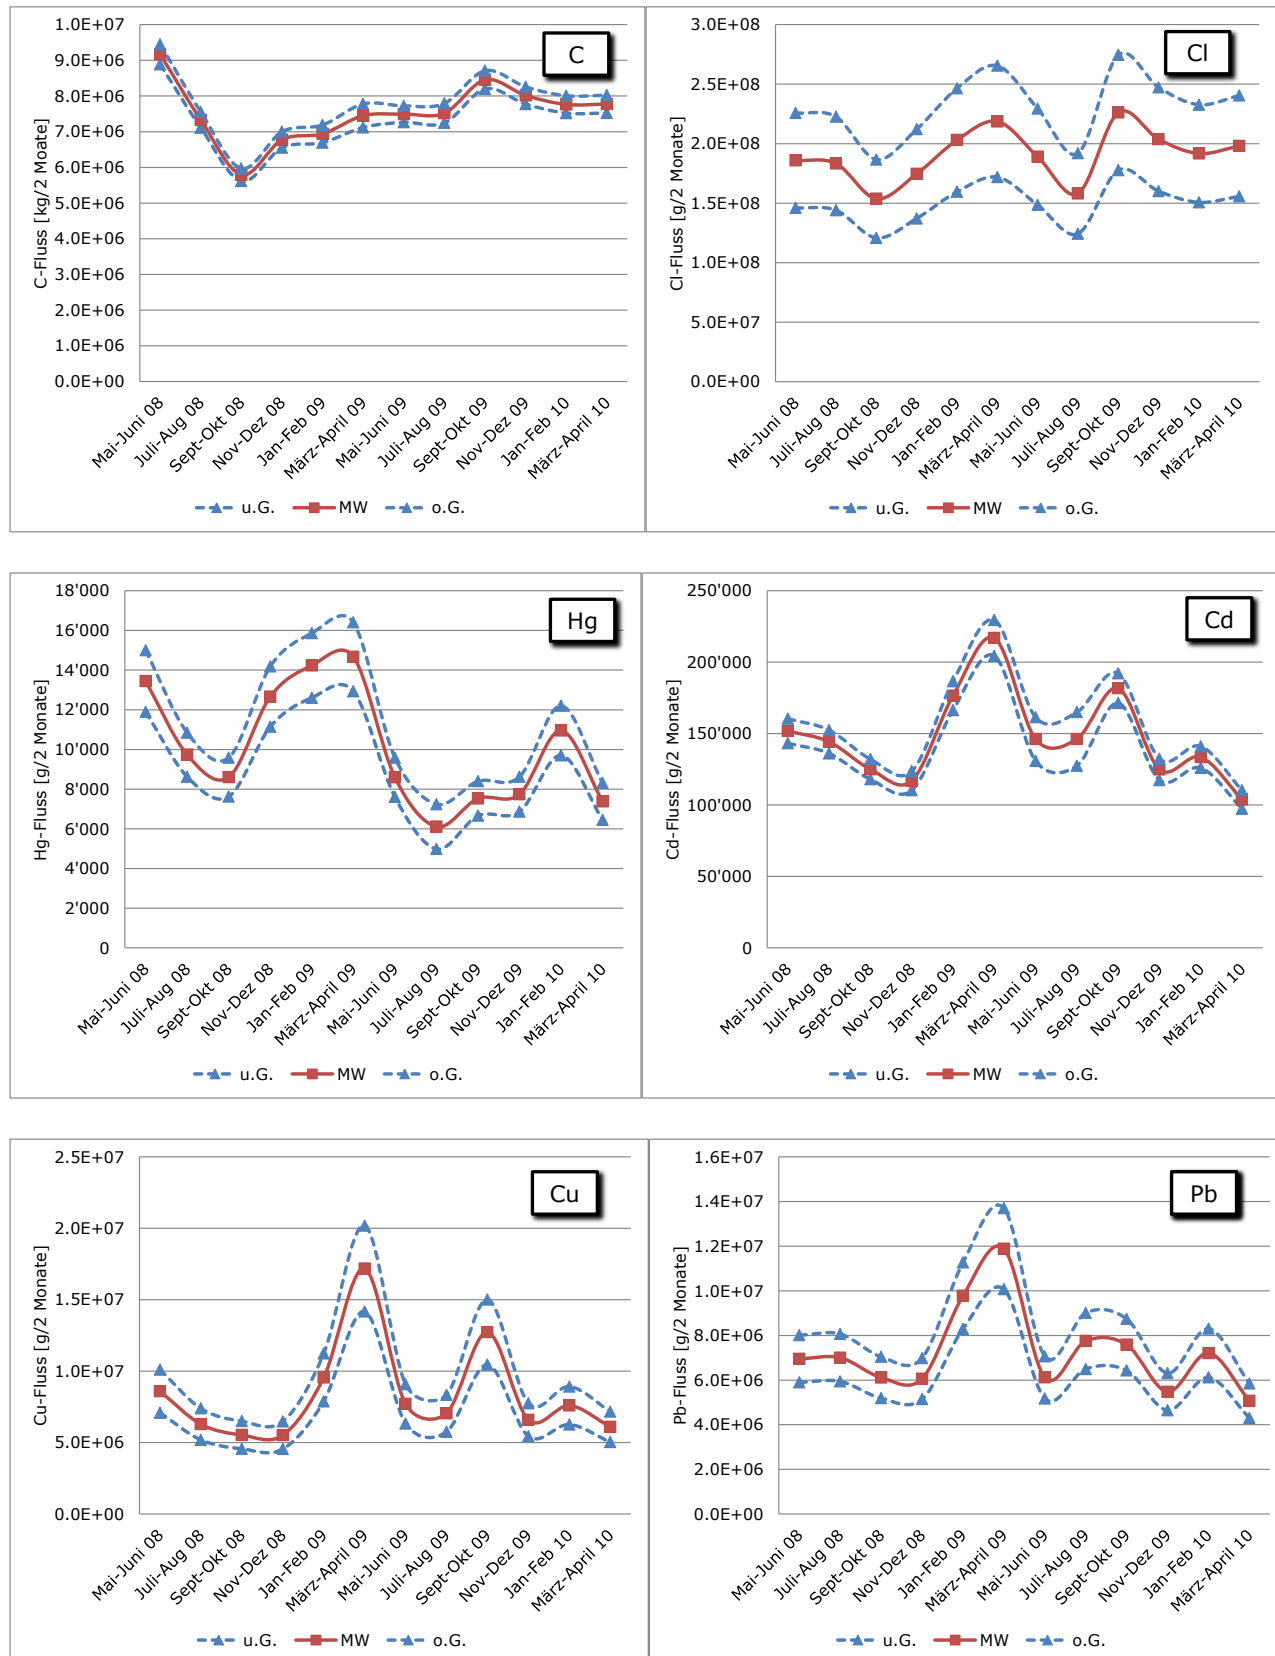 C
C-Fluss [kg/2 Moate]
1.0E+07
9.0E+06
8.0E+06
7.0E+06
6.0E+06
5.0E+06
4.0E+06
3.0E+06
2.0E+06
1.0E+06
0.0E+00
Mai-Juni 08
Juli-Aug 08
Sept-Okt 08
Nov-Dez 08
Jan-Feb 09
März-April 09
Mai-Juni 09
Juli-Aug 09
Sept-Okt 09
Nov-Dez 09
Jan-Feb 10
März-April 10
u.G. MW o.G.
Cl
Cl-Fluss [g/2 Monate]
3.0E+08
2.5E+08
2.0E+08
1.5E+08
1.0E+08
5.0E+07
0.0E+00
Mai-Juni 08
Juli-Aug 08
Sept-Okt 08
Nov-Dez 08
Jan-Feb 09
März-April 09
Mai-Juni 09
Juli-Aug 09
Sept-Okt 09
Nov-Dez 09
Jan-Feb 10
März-April 10
u.G. MW o.G.
Hg
Hg-Fluss [g/2 Monate]
18'000
16'000
14'000
12'000
10'000
8'000
6'000
4'000
2'000
0
Mai-Juni 08
Juli-Aug 08
Sept-Okt 08
Nov-Dez 08
Jan-Feb 09
März-April 09
Mai-Juni 09
Juli-Aug 09
Sept-Okt 09
Nov-Dez 09
Jan-Feb 10
März-April 10
u.G. MW o.G.
Cd
Cd-Fluss [g/2 Monate]
250'000
200'000
150'000
100'000
50'000
0
Mai-Juni 08
Juli-Aug 08
Sept-Okt 08
Nov-Dez 08
Jan-Feb 09
März-April 09
Mai-Juni 09
Juli-Aug 09
Sept-Okt 09
Nov-Dez 09
Jan-Feb 10
März-April 10
u.G. MW o.G.
Cu
Cu-Fluss [g/2 Monate]
2.5E+07
2.0E+07
1.5E+07
1.0E+07
5.0E+06
0.0E+00
Mai-Juni 08
Juli-Aug 08
Sept-Okt 08
Nov-Dez 08
Jan-Feb 09
März-April 09
Mai-Juni 09
Juli-Aug 09
Sept-Okt 09
Nov-Dez 09
Jan-Feb 10
März-April 10
u.G. MW o.G.
Pb
Pb-Fluss [g/2 Monate]
1.6E+07
1.4E+07
1.2E+07
1.0E+07
8.0E+06
6.0E+06
4.0E+06
2.0E+06
0.0E+00
Mai-Juni 08
Juli-Aug 08
Sept-Okt 08
Nov-Dez 08
Jan-Feb 09
März-April 09
Mai-Juni 09
Juli-Aug 09
Sept-Okt 09
Nov-Dez 09
Jan-Feb 10
März-April 10
u.G. MW o.G.